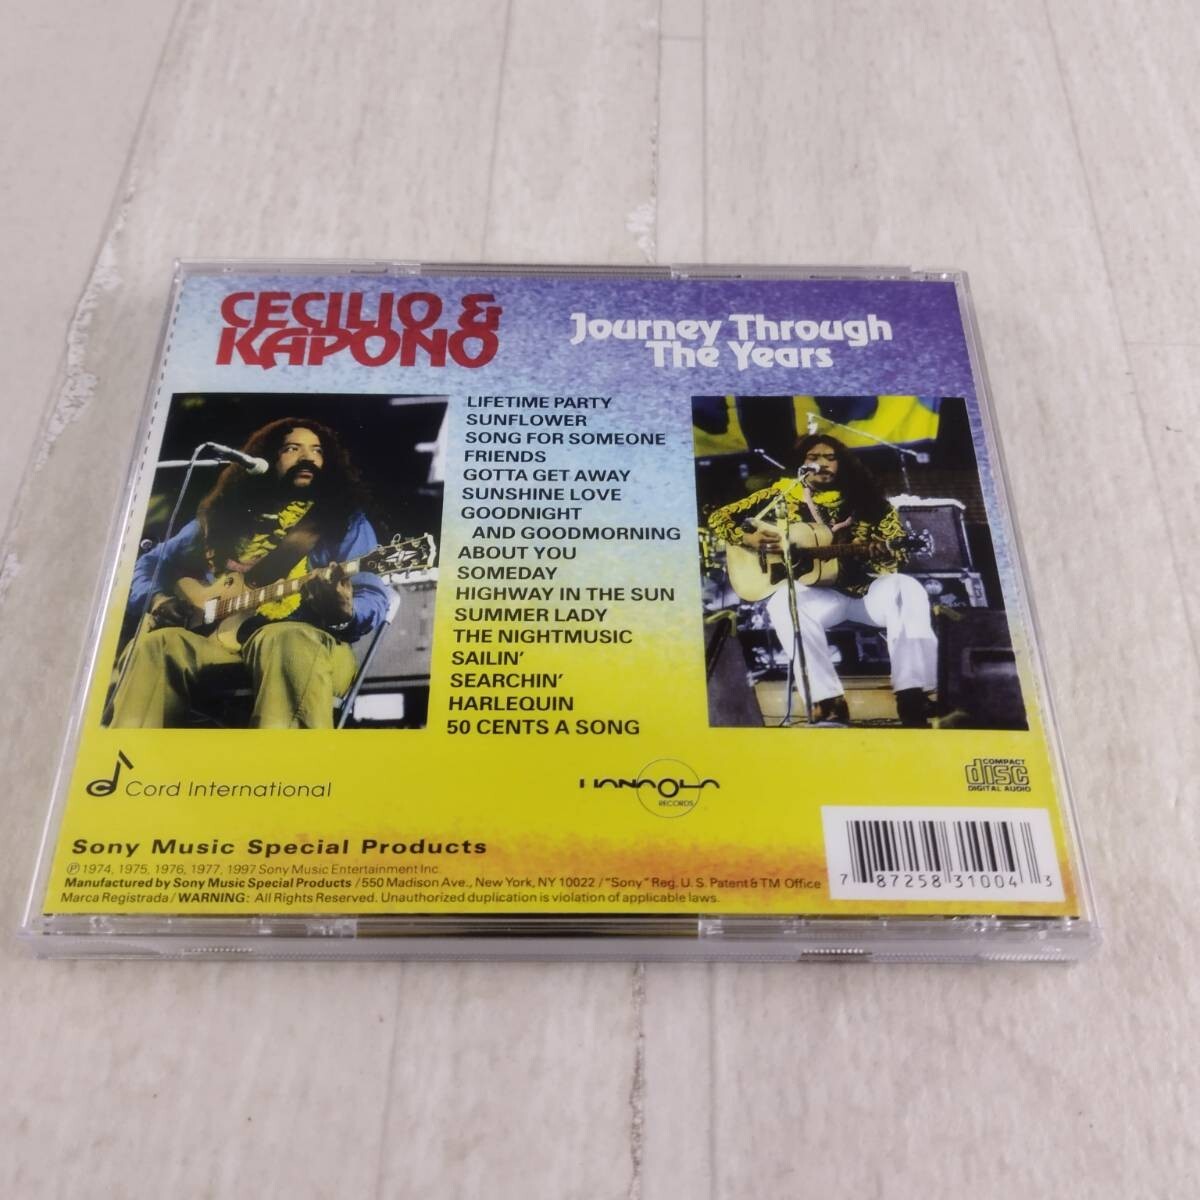 CECILIO &
KAPONO
Journey Through
The Years
LIFETIME PARTY
SUNFLOWER
SONG FOR SOMEONE
FRIENDS
GOTTA GET AWAY
SUNSHINE LOVE
GOODNIGHT
AND GOODMORNING
ABOUT YOU
SOMEDAY
HIGHWAY IN THE SUN
SUMMER LADY
THE NIGHTMUSIC
SAILIN'
SEARCHIN'
HARLEQUIN
50 CENTS A SONG
Cord International
HANAOLA
RECORDS
COMPACT
disc
DIGITAL AUDIO
Sony Music Special Products
℗ 1974, 1975, 1976, 1977, 1997 Sony Music Entertainment Inc.
Manufactured by Sony Music Special Products / 550 Madison Ave., New York, NY 10022 / "Sony" Reg. U.S. Patent & TM Office
Marca Registrada / WARNING: All Rights Reserved. Unauthorized duplication is violation of applicable laws.
7 87258 31004 3